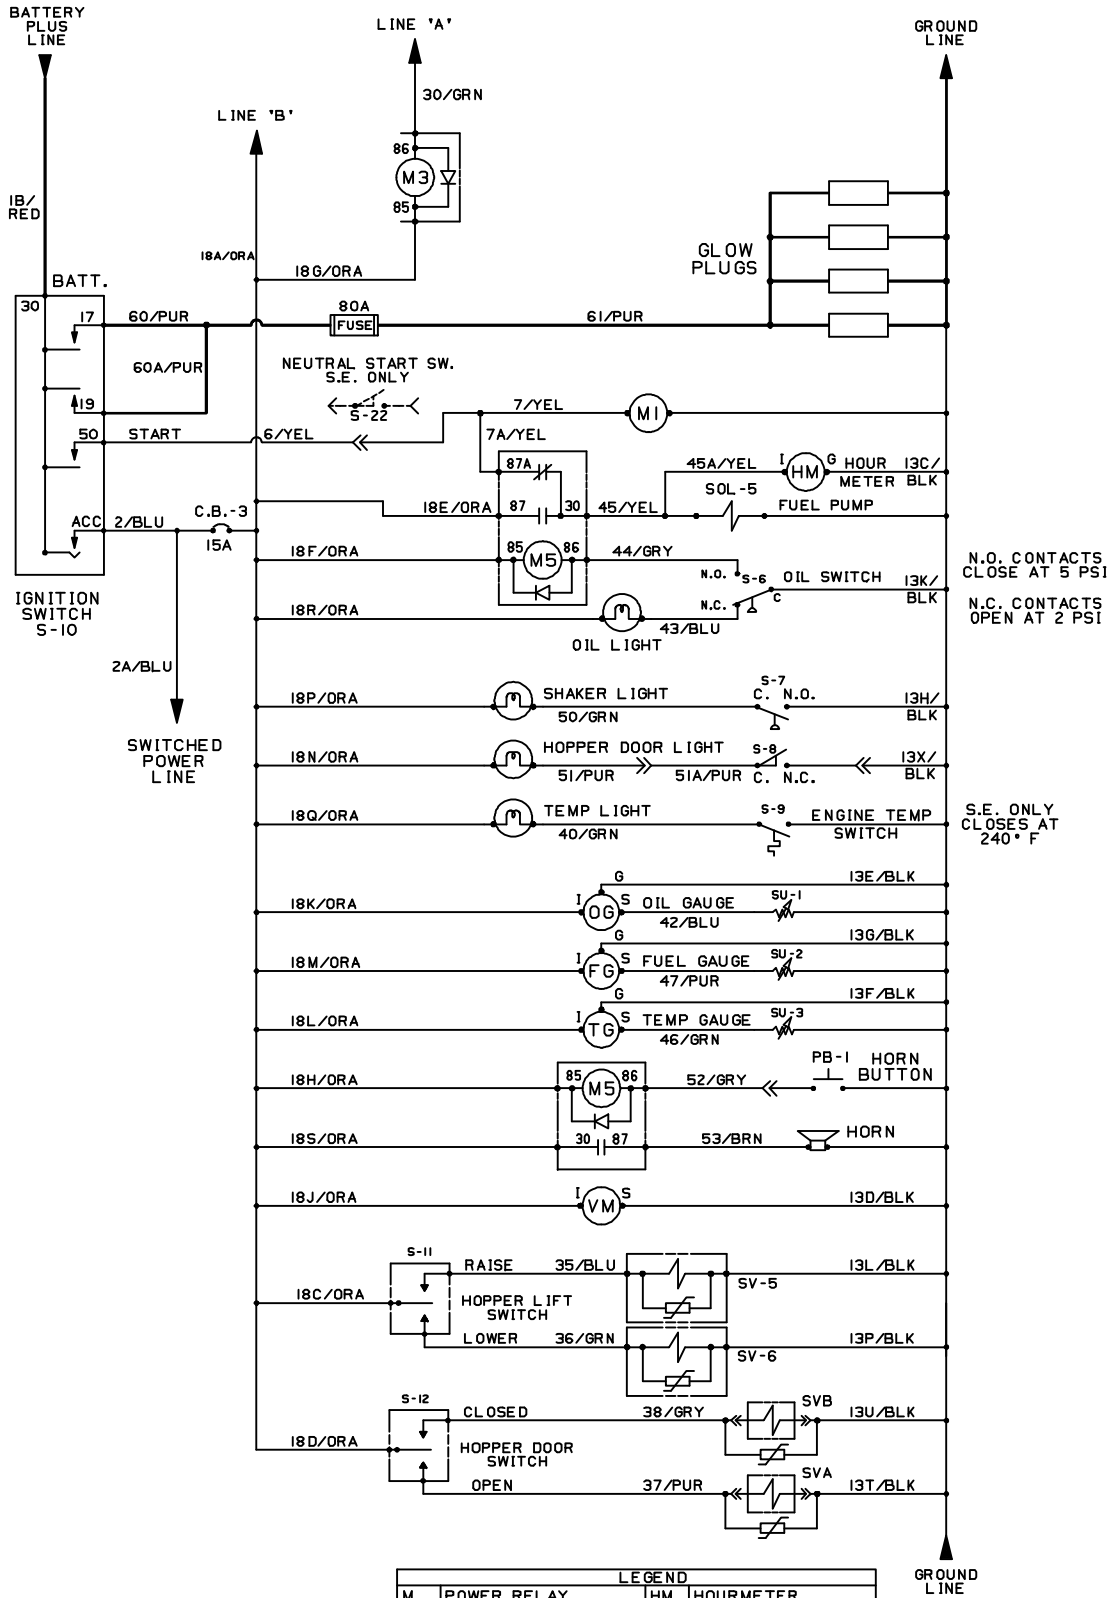 BATTERY
PLUS
LINE
LINE 'A'
GROUND
LINE
30/GRN
LINE 'B'
86
M3
85
1B/
RED
18A/ORA
18G/ORA
GLOW
PLUGS
BATT.
30
17
60/PUR
80A
FUSE
61/PUR
60A/PUR
NEUTRAL START SW.
S.E. ONLY
S-22
19
7/YEL
M1
50
START
6/YEL
7A/YEL
87A
45A/YEL
I
HM
G
HOUR
METER
13C/
BLK
SOL-5
FUEL PUMP
ACC
2/BLU
C.B.-3
15A
18E/ORA
87
30
45/YEL
18F/ORA
85
M5
86
44/GRY
N.O.
S-6
OIL SWITCH
13K/
BLK
N.C.
C
N.O. CONTACTS
CLOSE AT 5 PSI
N.C. CONTACTS
OPEN AT 2 PSI
IGNITION
SWITCH
S-10
18R/ORA
43/BLU
OIL LIGHT
2A/BLU
SWITCHED
POWER
LINE
18P/ORA
SHAKER LIGHT
50/GRN
S-7
C. N.O.
13H/
BLK
18N/ORA
HOPPER DOOR LIGHT
51/PUR
51A/PUR
S-8
C. N.C.
13X/
BLK
18Q/ORA
TEMP LIGHT
40/GRN
S-9
ENGINE TEMP
SWITCH
S.E. ONLY
CLOSES AT
240° F
G
13E/BLK
18K/ORA
I
OG
S
OIL GAUGE
42/BLU
SU-1
G
13G/BLK
18M/ORA
I
FG
S
FUEL GAUGE
47/PUR
SU-2
G
13F/BLK
18L/ORA
I
TG
S
TEMP GAUGE
46/GRN
SU-3
18H/ORA
85
M5
86
52/GRY
PB-1
HORN
BUTTON
18S/ORA
30
87
53/BRN
HORN
18J/ORA
I
VM
S
13D/BLK
S-11
RAISE
35/BLU
13L/BLK
SV-5
18C/ORA
HOPPER LIFT
SWITCH
LOWER
36/GRN
13P/BLK
SV-6
S-12
CLOSED
38/GRY
SVB
13U/BLK
18D/ORA
HOPPER DOOR
SWITCH
OPEN
37/PUR
SVA
13T/BLK
GROUND
LINE
LEGEND
M POWER RELAY HM HOURMETER